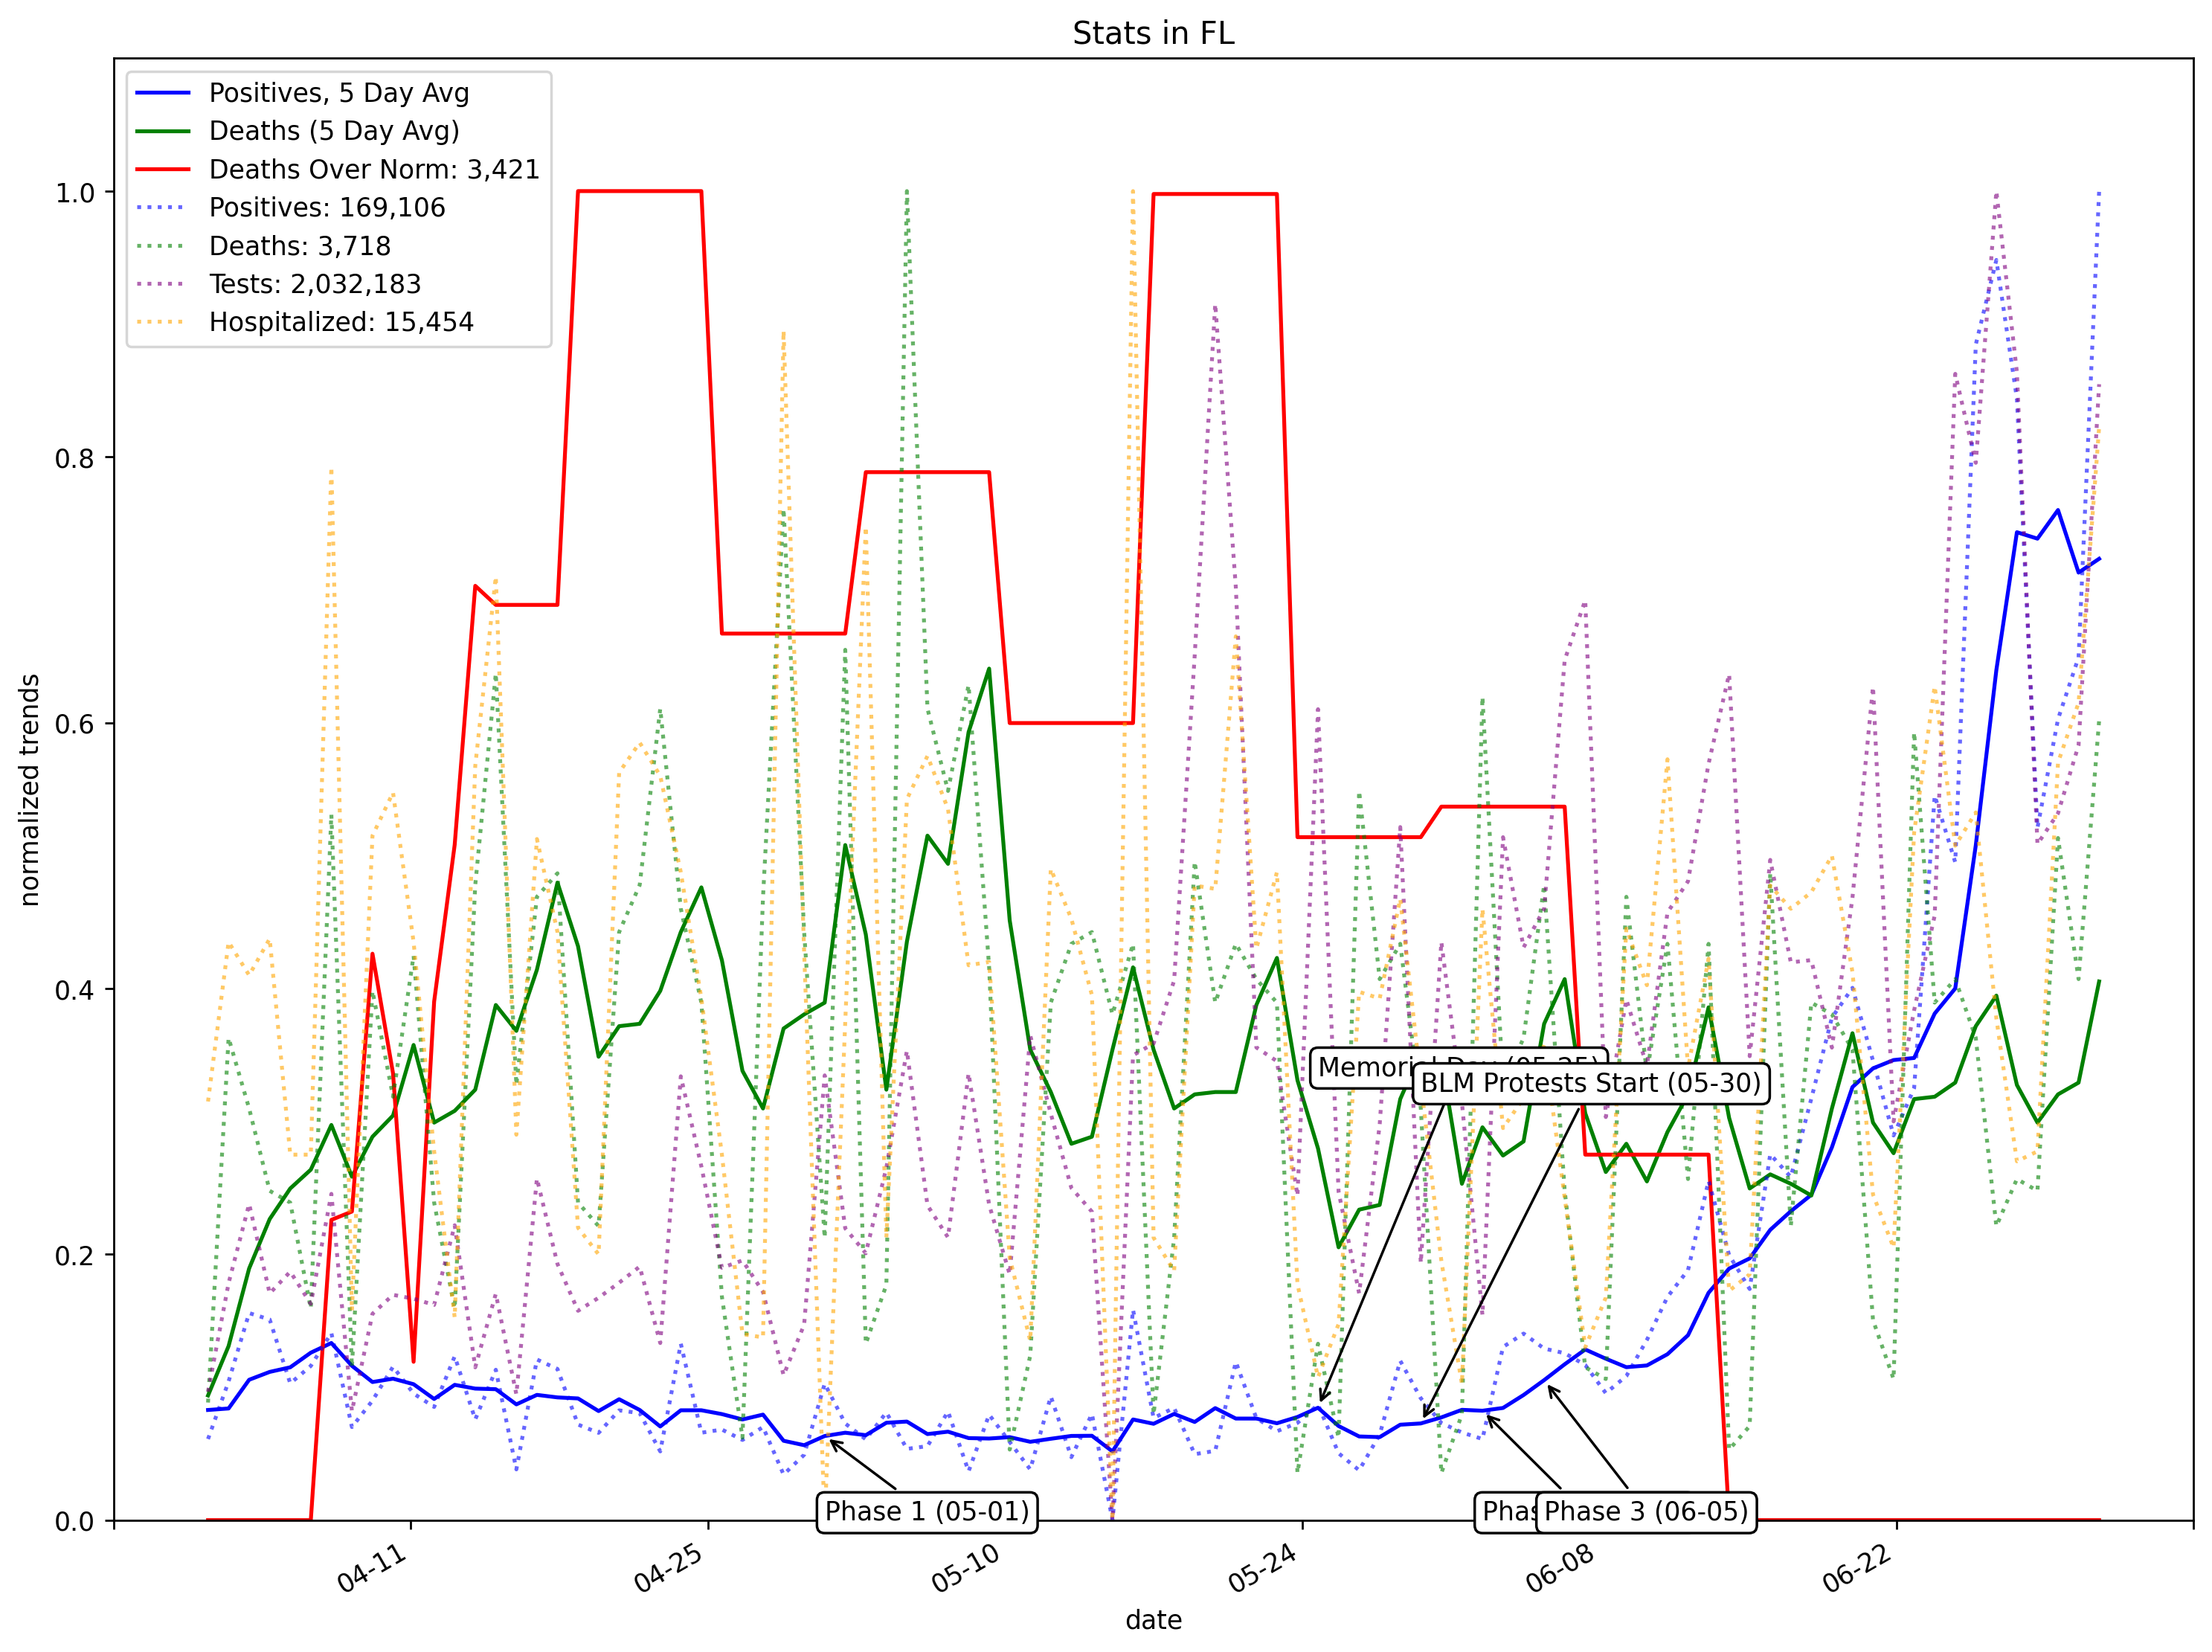 Stats in FL
Positives, 5 Day Avg
Deaths (5 Day Avg)
Deaths Over Norm: 3,421
Positives: 169,106
Deaths: 3,718
Tests: 2,032,183
Hospitalized: 15,454
normalized trends
1.0
0.8
0.6
0.4
0.2
0.0
BLM Protests Start (05-30)
Phase 1 (05-01)
Phase 3 (06-05)
04-11
04-25
05-10
05-24
06-08
06-22
date